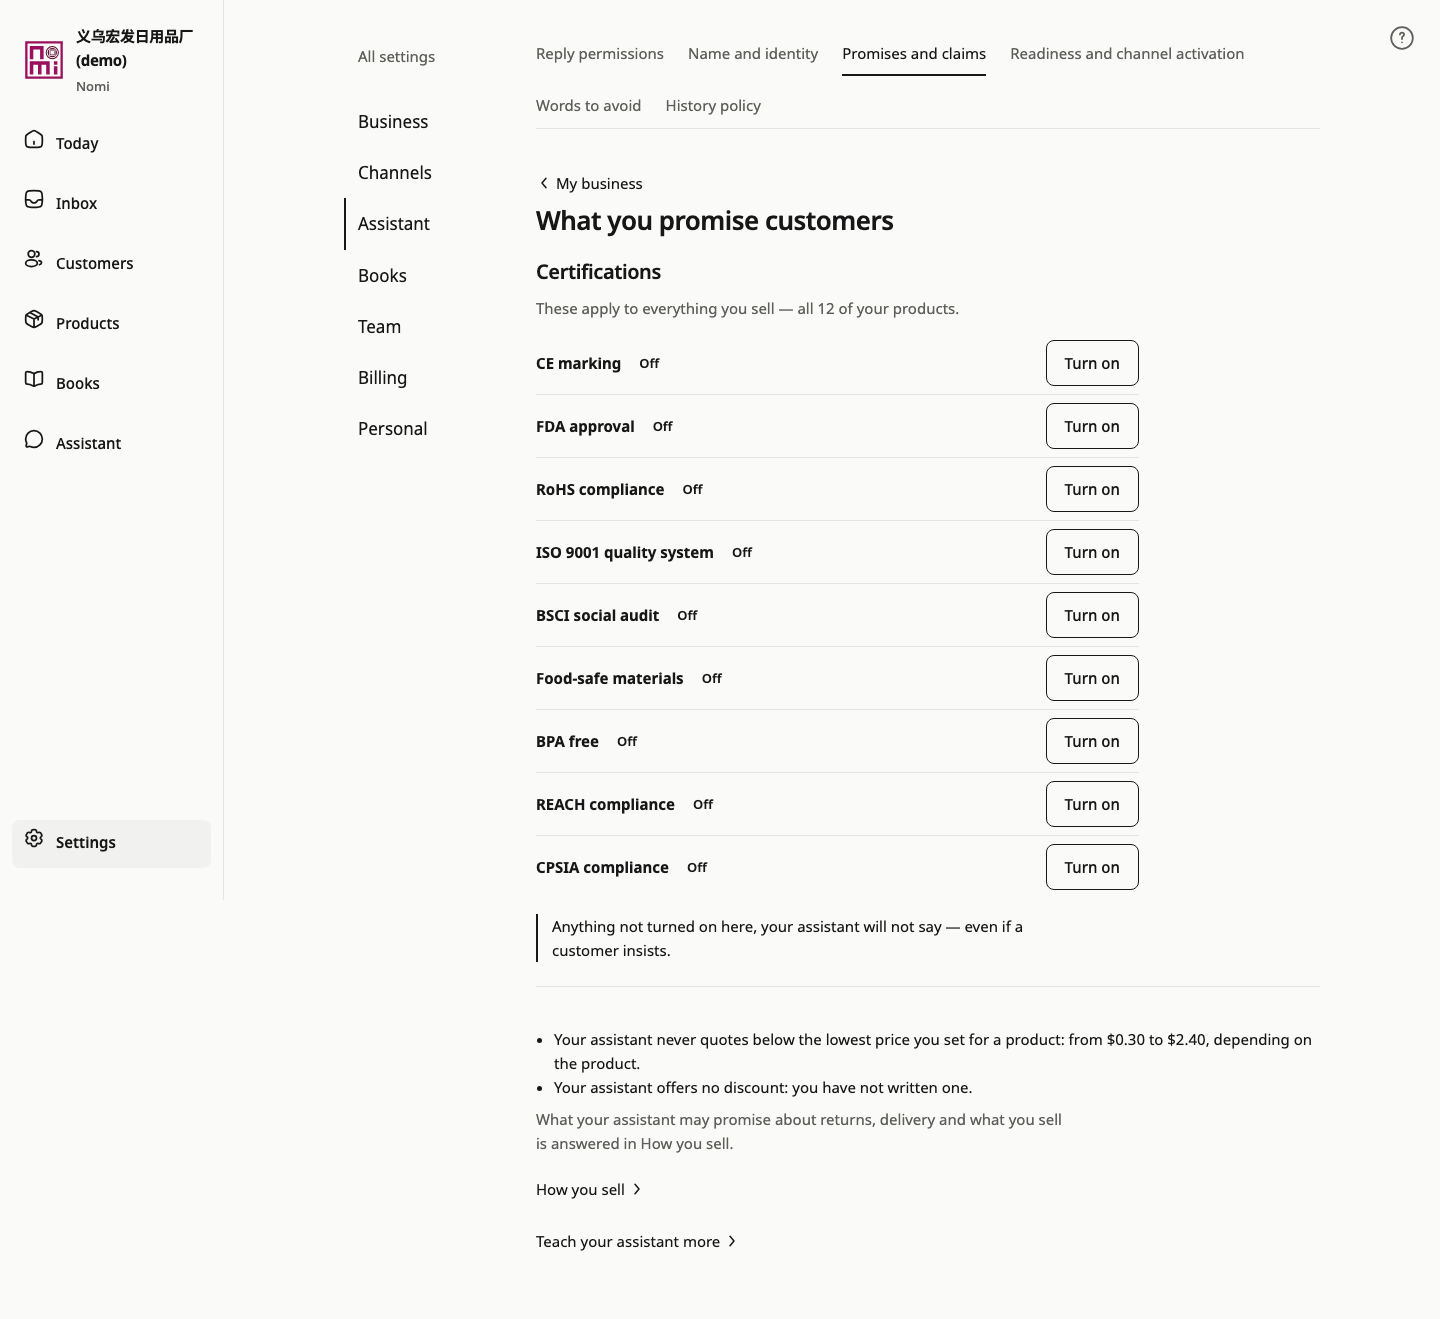 义乌宏发日用品厂
(demo)
Nomi
Today
Inbox
Customers
Products
Books
Assistant
Settings
All settings
Business
Channels
Assistant
Books
Team
Billing
Personal
Reply permissions
Name and identity
Promises and claims
Readiness and channel activation
Words to avoid
History policy
My business
What you promise customers
Certifications
These apply to everything you sell — all 12 of your products.
CE marking Off Turn on
FDA approval Off Turn on
RoHS compliance Off Turn on
ISO 9001 quality system Off Turn on
BSCI social audit Off Turn on
Food-safe materials Off Turn on
BPA free Off Turn on
REACH compliance Off Turn on
CPSIA compliance Off Turn on
Anything not turned on here, your assistant will not say — even if a
customer insists.
• Your assistant never quotes below the lowest price you set for a product: from $0.30 to $2.40, depending on
the product.
• Your assistant offers no discount: you have not written one.
What your assistant may promise about returns, delivery and what you sell
is answered in How you sell.
How you sell
Teach your assistant more